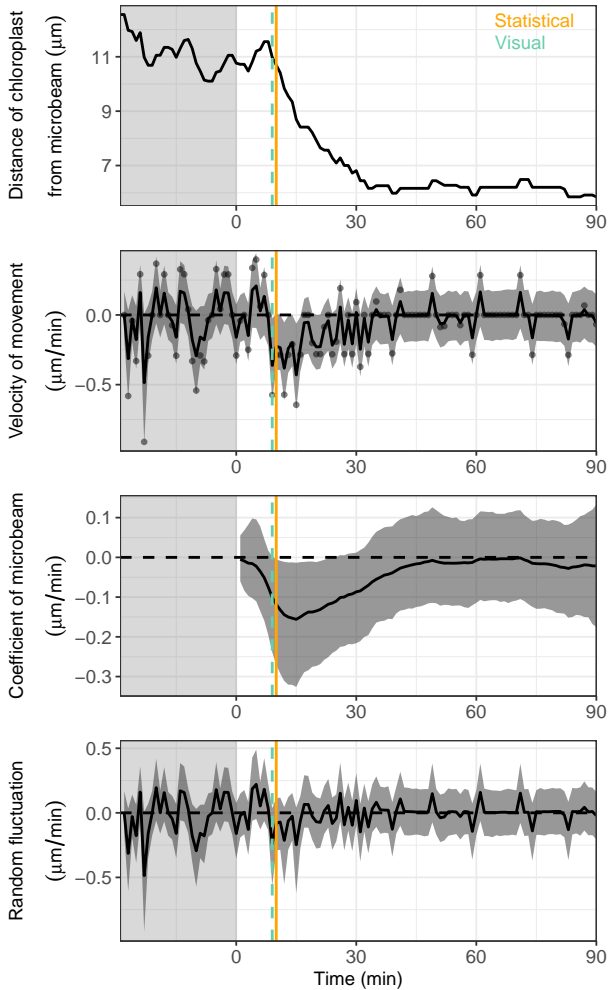 Distance of chloroplast
from microbeam (μm)
11
9
7
Statistical
Visual
0
30
60
90
Velocity of movement
(μm/min)
0.0
−0.5
0
30
60
90
Coefficient of microbeam
(μm/min)
0.1
0.0
−0.1
−0.2
−0.3
0
30
60
90
Random fluctuation
(μm/min)
0.5
0.0
−0.5
0
30
60
90
Time (min)